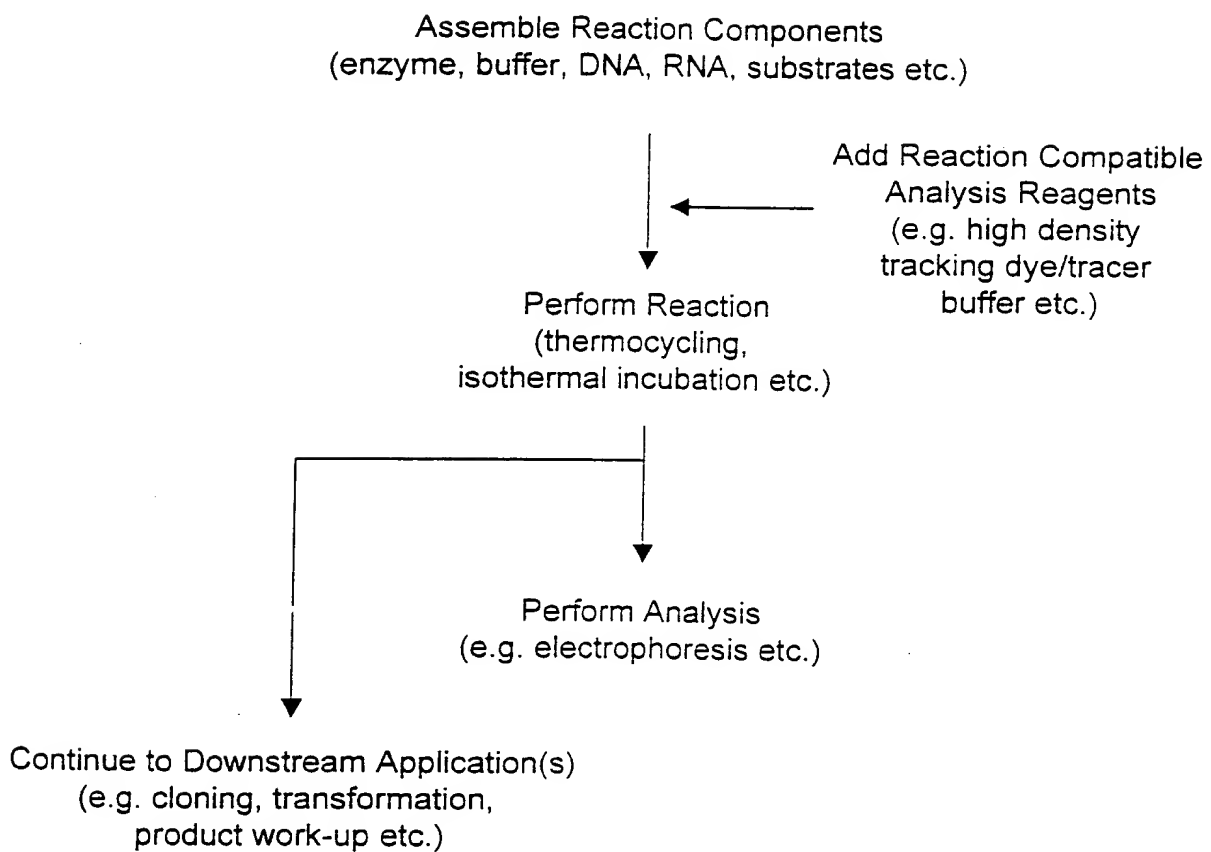 Assemble Reaction Components
(enzyme, buffer, DNA, RNA, substrates etc.)
Add Reaction Compatible
Analysis Reagents
(e.g. high density
tracking dye/tracer
buffer etc.)
Perform Reaction
(thermocycling,
isothermal incubation etc.)
Perform Analysis
(e.g. electrophoresis etc.)
Continue to Downstream Application(s)
(e.g. cloning, transformation,
product work-up etc.)